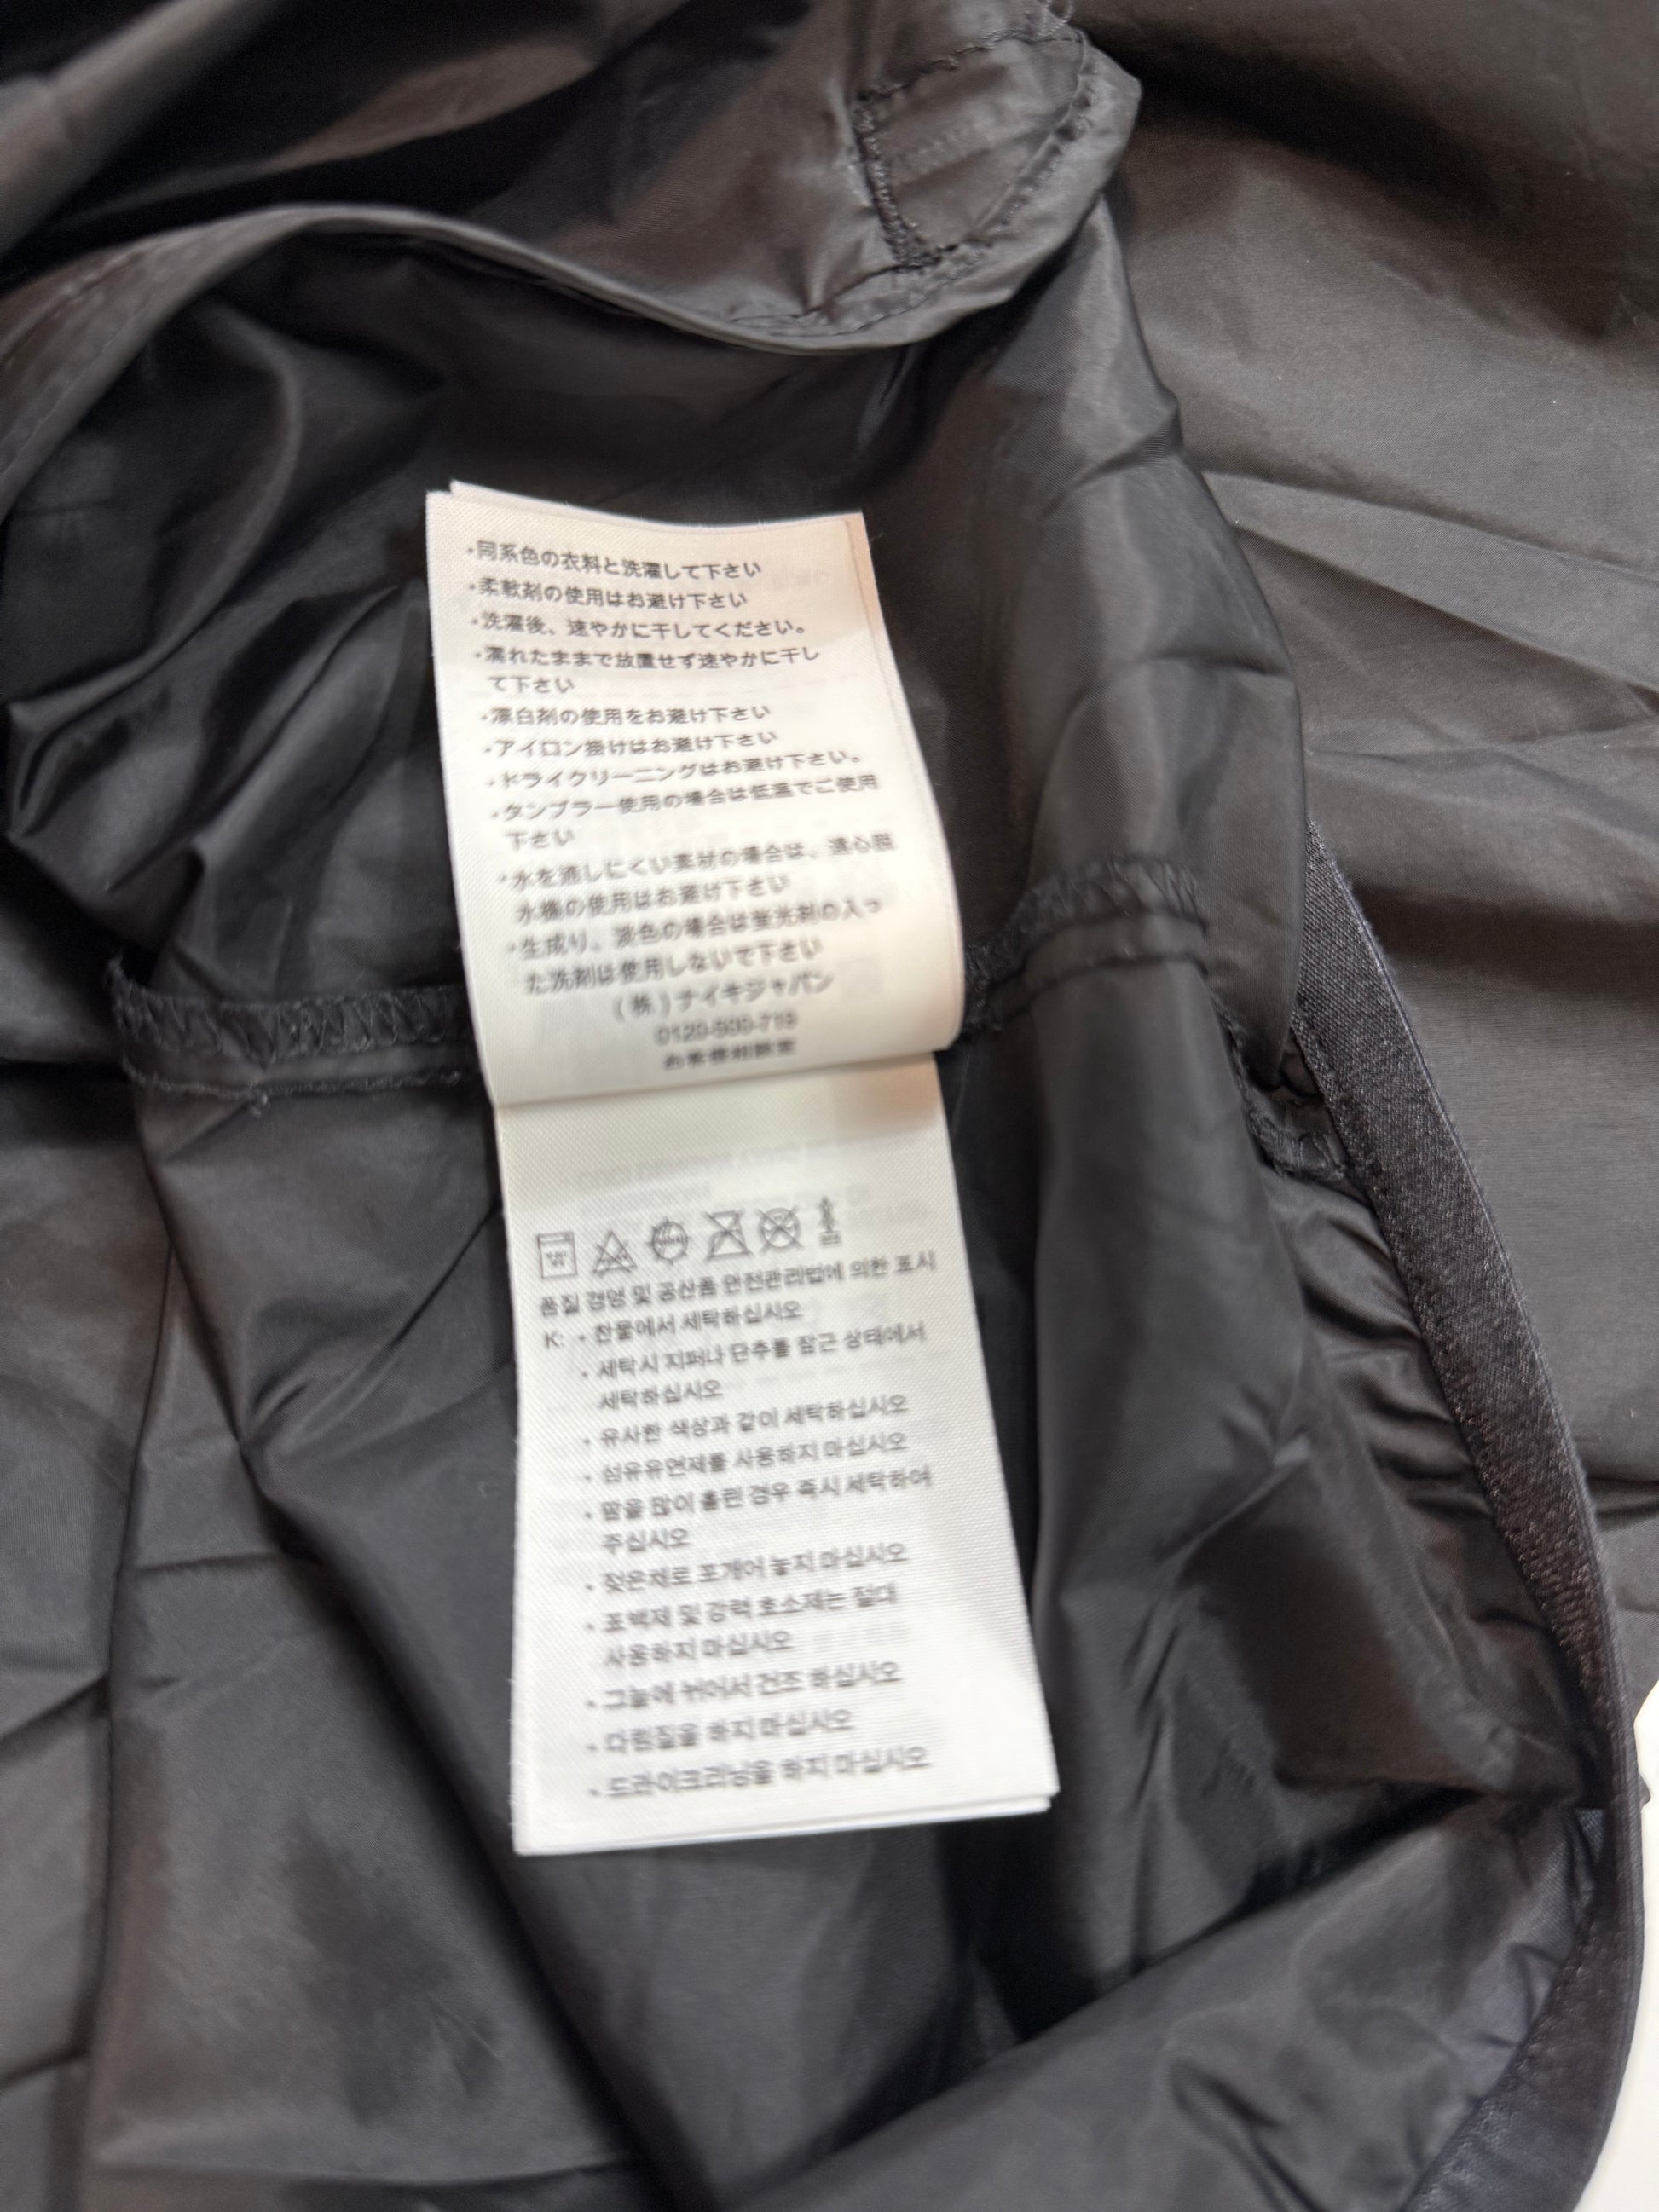 ・同系色の衣料と洗濯して下さい
・柔軟剤の使用はお避け下さい
・洗濯後、速やかに干してください。
・濡れたままで放置せず速やかに干し
て下さい
・漂白剤の使用をお避け下さい
・アイロン掛けはお避け下さい
・ドライクリーニングはお避け下さい。
・タンブラー使用の場合は低温でご使用
下さい
・水を通しにくい素材の場合は、遠心脱
水機の使用はお避け下さい
・生成り、淡色の場合は蛍光剤の入っ
た洗剤は使用しないで下さい
(株)ナイキジャパン
품질 경영 및 공산품 안전관리법에 의한 표시
K: • 찬물에서 세탁하십시오
• 세탁시 지퍼나 단추를 잠근 상태에서
세탁하십시오
• 유사한 색상과 같이 세탁하십시오
• 섬유유연제를 사용하지 마십시오
• 땀을 많이 흘린 경우 즉시 세탁하여
주십시오
• 젖은채로 포개어 놓지 마십시오
• 표백제 및 강력 효소제는 절대
사용하지 마십시오
• 그늘에 뉘어서 건조 하십시오
• 다림질을 하지 마십시오
• 드라이크리닝을 하지 마십시오